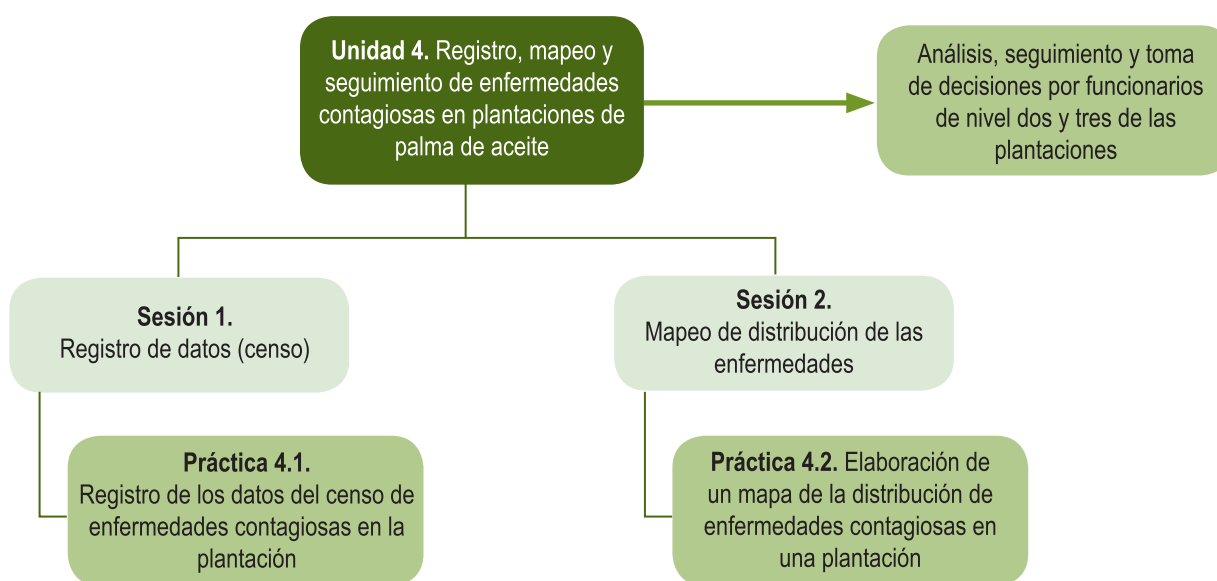 Unidad 4. Registro, mapeo y
seguimiento de enfermedades
contagiosas en plantaciones de
palma de aceite
Análisis, seguimiento y toma
de decisiones por funcionarios
de nivel dos y tres de las
plantaciones
Sesión 1.
Registro de datos (censo)
Sesión 2.
Mapeo de distribución de las
enfermedades
Práctica 4.1.
Registro de los datos del censo de
enfermedades contagiosas en la
plantación
Práctica 4.2. Elaboración de
un mapa de la distribución de
enfermedades contagiosas en
una plantación